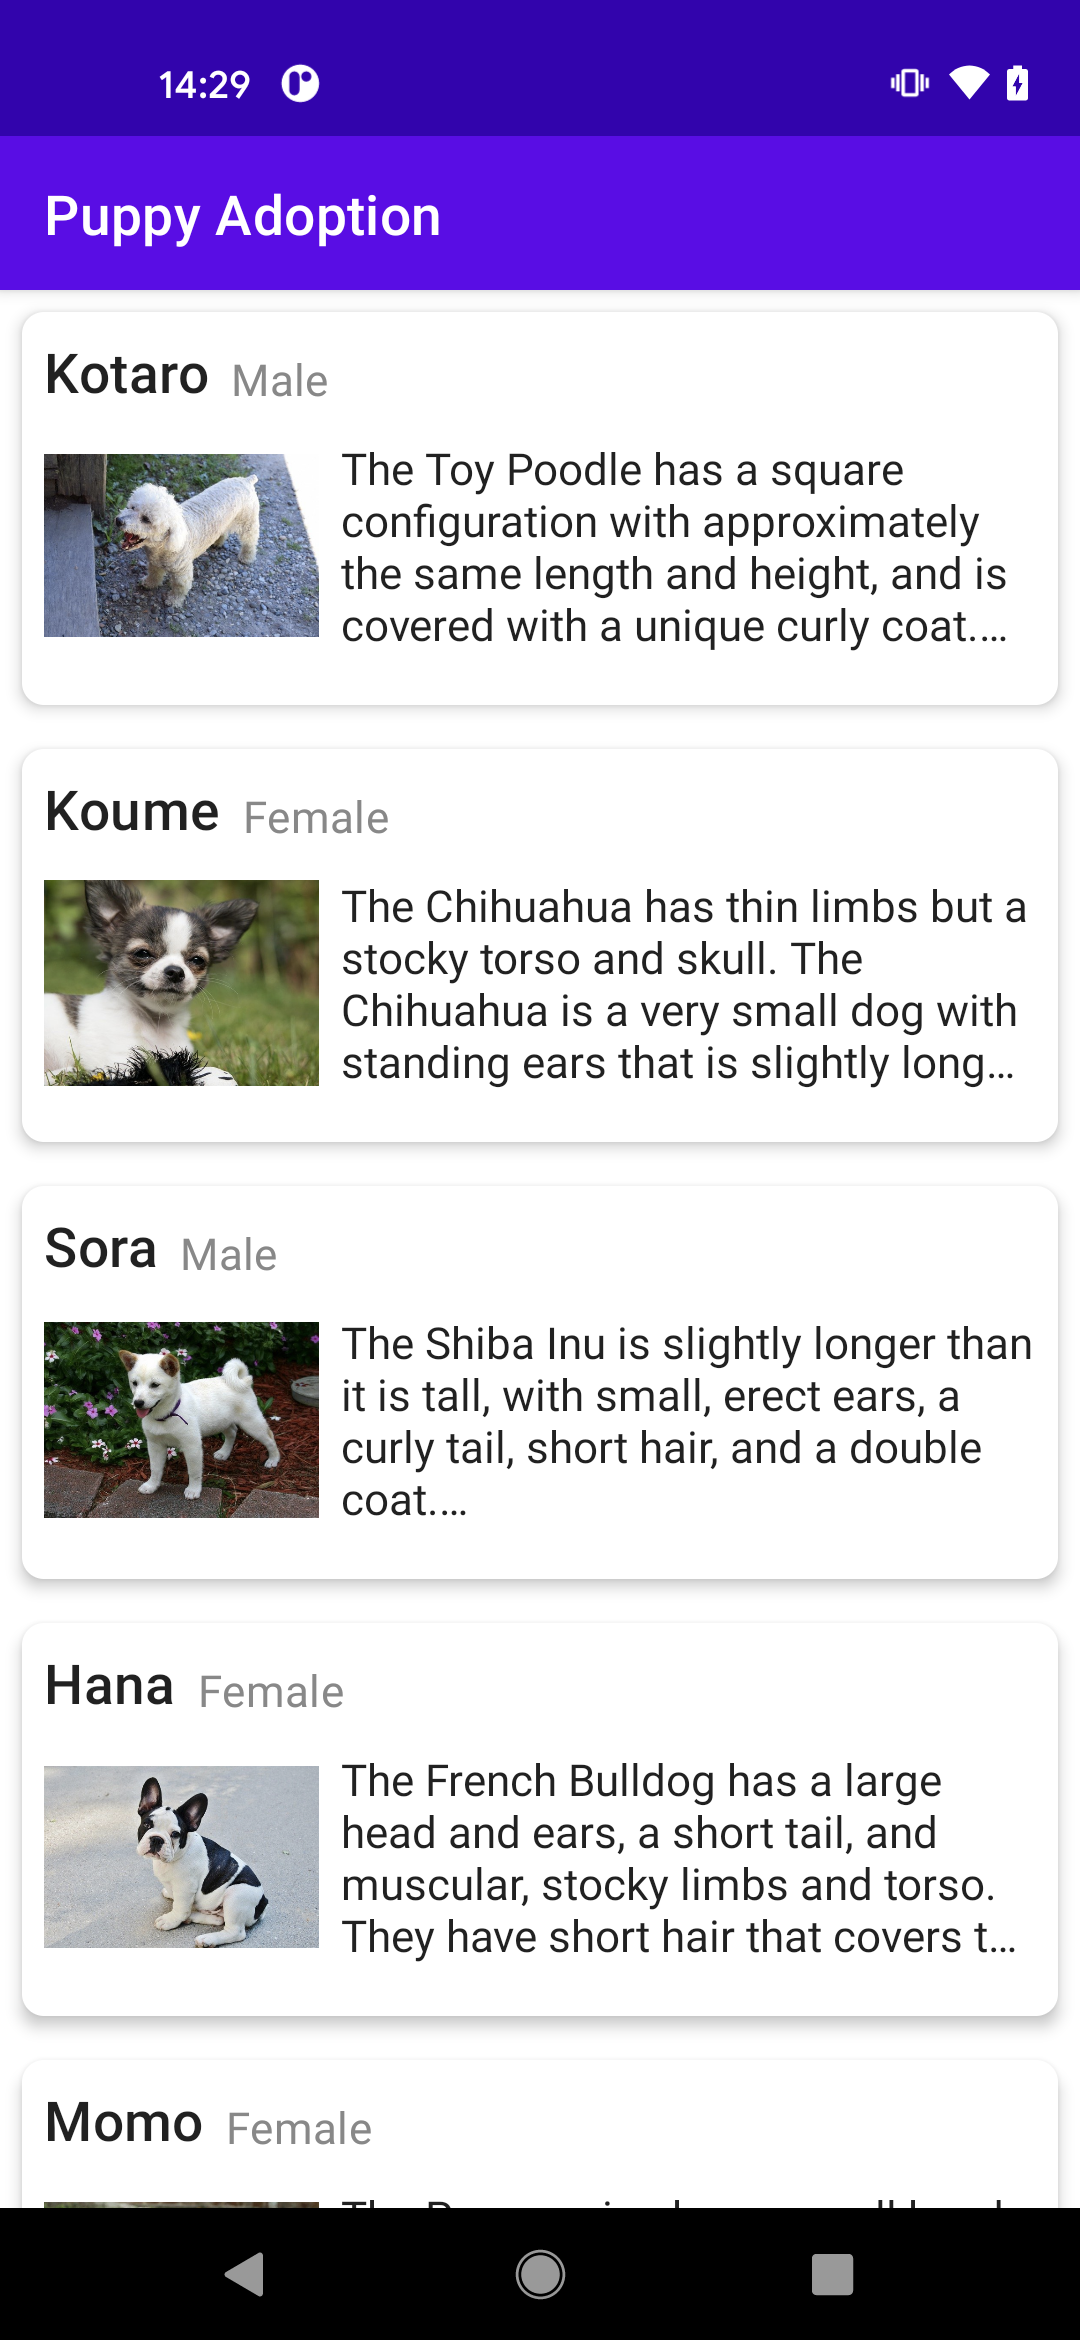 14:29
Puppy Adoption
Kotaro Male
The Toy Poodle has a square
configuration with approximately
the same length and height, and is
covered with a unique curly coat.…
Koume Female
The Chihuahua has thin limbs but a
stocky torso and skull. The
Chihuahua is a very small dog with
standing ears that is slightly long…
Sora Male
The Shiba Inu is slightly longer than
it is tall, with small, erect ears, a
curly tail, short hair, and a double
coat.…
Hana Female
The French Bulldog has a large
head and ears, a short tail, and
muscular, stocky limbs and torso.
They have short hair that covers t…
Momo Female